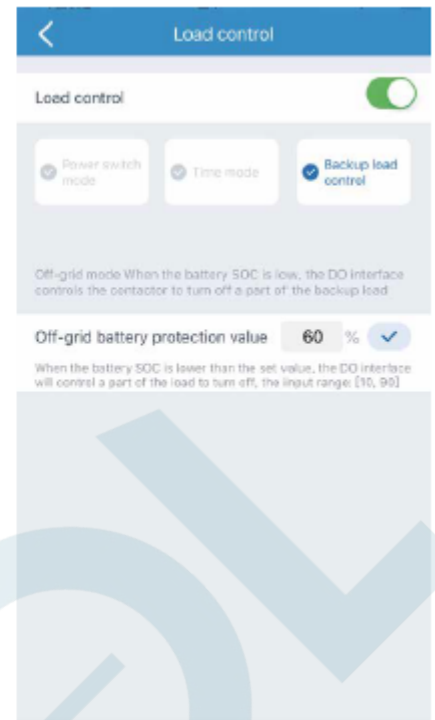 Load control
Load control
Power switch
mode
Time mode
Backup load
control
Off-grid mode When the battery SOC is low, the DO interface
controls the contactor to turn off a part of the backup load
Off-grid battery protection value 60 %
When the battery SOC is lower than the set value, the DO interface
will control a part of the load to turn off, the iinput range: [10, 90]